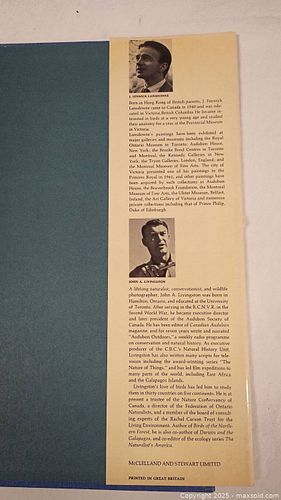 J. FENWICK LANSDOWNE
Born in Hong Kong of British parents, J. Fenwick
Lansdowne came to Canada in 1940 and was edu-
cated in Victoria, British Columbia. He became in-
terested in birds at a very young age and studied
their anatomy for a year at the Provincial Museum
in Victoria.
Lansdowne's paintings have been exhibited at
major galleries and museums including the Royal
Ontario Museum in Toronto; Audubon House,
New York; the Brooke Bond Centres in Toronto
and Montreal; the Kennedy Galleries in New
York; the Tryon Gallery, London, England; and
the Montreal Museum of Fine Arts. The city of
Victoria presented one of his paintings to the
Princess Royal in 1962, and other paintings have
been acquired by such collections as Audubon
House, the Beaverbrook Foundation, the Montreal
Museum of Fine Arts, the Ulster Museum, Belfast,
Ireland, the Art Gallery of Victoria and numerous
private collections including that of Prince Philip,
Duke of Edinburgh.
JOHN A. LIVINGSTON
A lifelong naturalist, conservationist, and wildlife
photographer, John A. Livingston was born in
Hamilton, Ontario, and educated at the University
of Toronto. After serving in the R.C.N.V.R. in the
Second World War, he became executive director
and later president of the Audubon Society of
Canada. He has been editor of Canadian Audubon
magazine, and for seven years wrote and narrated
"Audubon Outdoors," a weekly radio programme
on conservation and natural history. As executive
producer of the C.B.C.'s Natural History Unit,
Livingston has also written many scripts for tele-
vision including the award-winning series "The
Nature of Things," and has led film expeditions to
many parts of the world, including East Africa
and the Galapagos Islands.
Livingston's love of birds has led him to study
them in thirty countries on five continents. He is at
present a trustee of the Nature Conservancy of
Canada, a director of the Federation of Ontario
Naturalists, and a member of the board of consult-
ing experts of the Rachel Carson Trust for the
Living Environment. Author of Birds of the North-
ern Forest, he is also co-author of Darwin and the
Galapagos, and co-editor of the ecology series The
Naturalist's America.
McCLELLAND AND STEWART LIMITED
PRINTED IN GREAT BRITAIN
Copyright 2025 - worthpoint.com